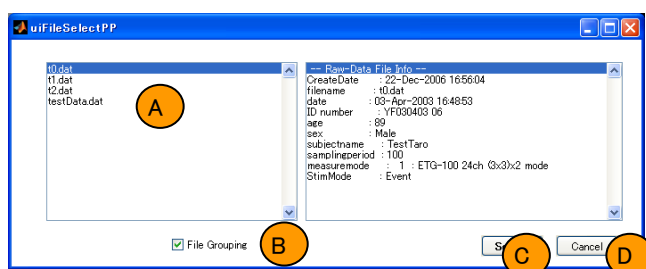 uiFileSelectPP
t0.dat
t1.dat
t2.dat
testData.dat
A
-- Raw-Data File Info --
CreateDate : 22-Dec-2006 16:56:04
filename : t0.dat
date : 03-Apr-2003 16:48:53
ID number : YF030403 06
age : 89
sex : Male
subjectname : TestTaro
samplingperiod : 100
measuremode : 1 : ETG-100 24ch (3x3)x2 mode
StimMode : Event
File Grouping
B
C
Cancel
D